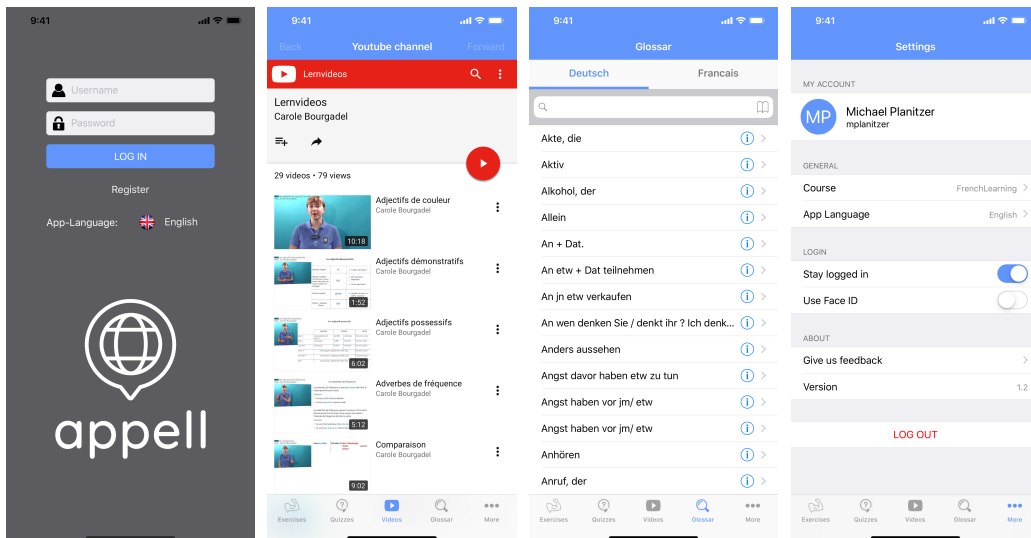 9:41
Username
Password
LOG IN
Register
App-Language: English
appell
9:41
Back Youtube channel Forward
Lernvideos
Lernvideos
Carole Bourgadel
29 videos • 79 views
Adjectifs de couleur
Carole Bourgadel
10:18
Adjectifs démonstratifs
Carole Bourgadel
1:52
Adjectifs possessifs
Carole Bourgadel
6:02
Adverbes de fréquence
Carole Bourgadel
5:12
Comparaison
Carole Bourgadel
9:02
Exercises Quizzes Videos Glossar More
9:41
Glossar
Deutsch Francais
Akte, die
Aktiv
Alkohol, der
Allein
An + Dat.
An etw + Dat teilnehmen
An jn etw verkaufen
An wen denken Sie / denkt ihr ? Ich denk...
Anders aussehen
Angst davor haben etw zu tun
Angst haben vor jm/ etw
Angst haben vor jm/ etw
Anhören
Anruf, der
Exercises Quizzes Videos Glossar More
9:41
Settings
MY ACCOUNT
MP
Michael Planitzer
mplanitzer
GENERAL
Course FrenchLearning
App Language English
LOGIN
Stay logged in
Use Face ID
ABOUT
Give us feedback
Version 1.2
LOG OUT
Exercises Quizzes Videos Glossar More